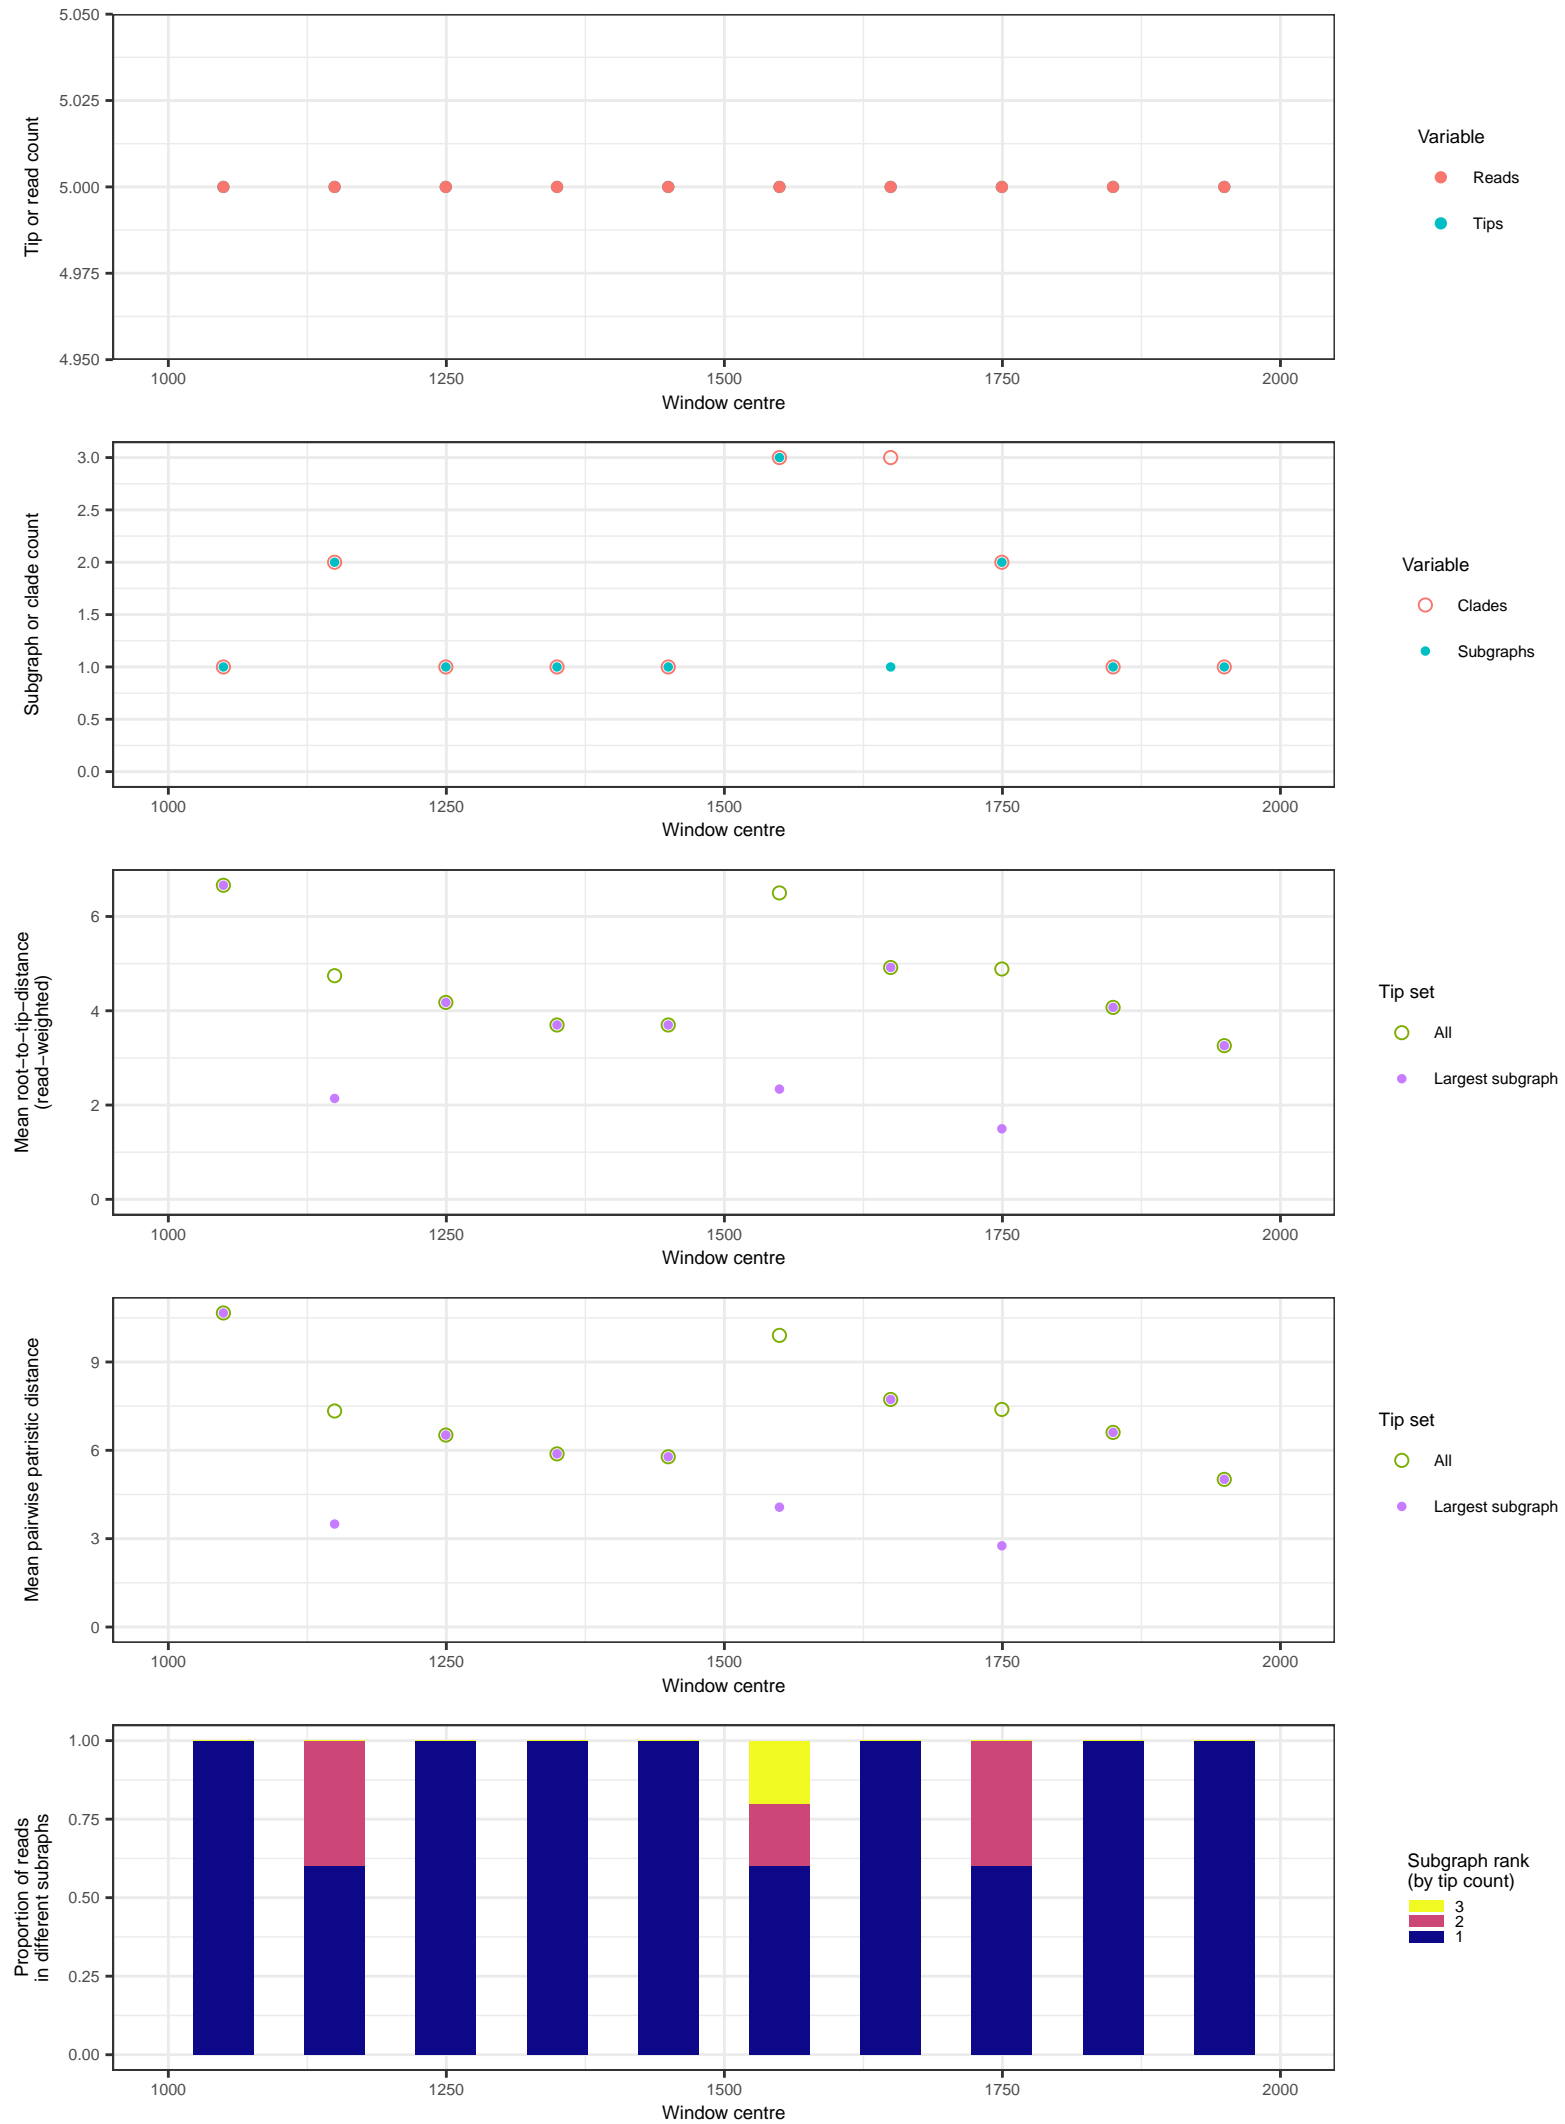 5.050
5.025
5.000
4.975
4.950
Tip or read count
1000 1250 1500 1750 2000
Window centre
Variable
Reads
Tips
3.0
2.5
2.0
1.5
1.0
0.5
0.0
Subgraph or clade count
1000 1250 1500 1750 2000
Window centre
Variable
Clades
Subgraphs
6
4
2
0
Mean root−to−tip−distance
(read−weighted)
1000 1250 1500 1750 2000
Window centre
Tip set
All
Largest subgraph
9
6
3
0
Mean pairwise patristic distance
1000 1250 1500 1750 2000
Window centre
Tip set
All
Largest subgraph
1.00
0.75
0.50
0.25
0.00
Proportion of reads
in different subraphs
1000 1250 1500 1750 2000
Window centre
Subgraph rank
(by tip count)
3
2
1